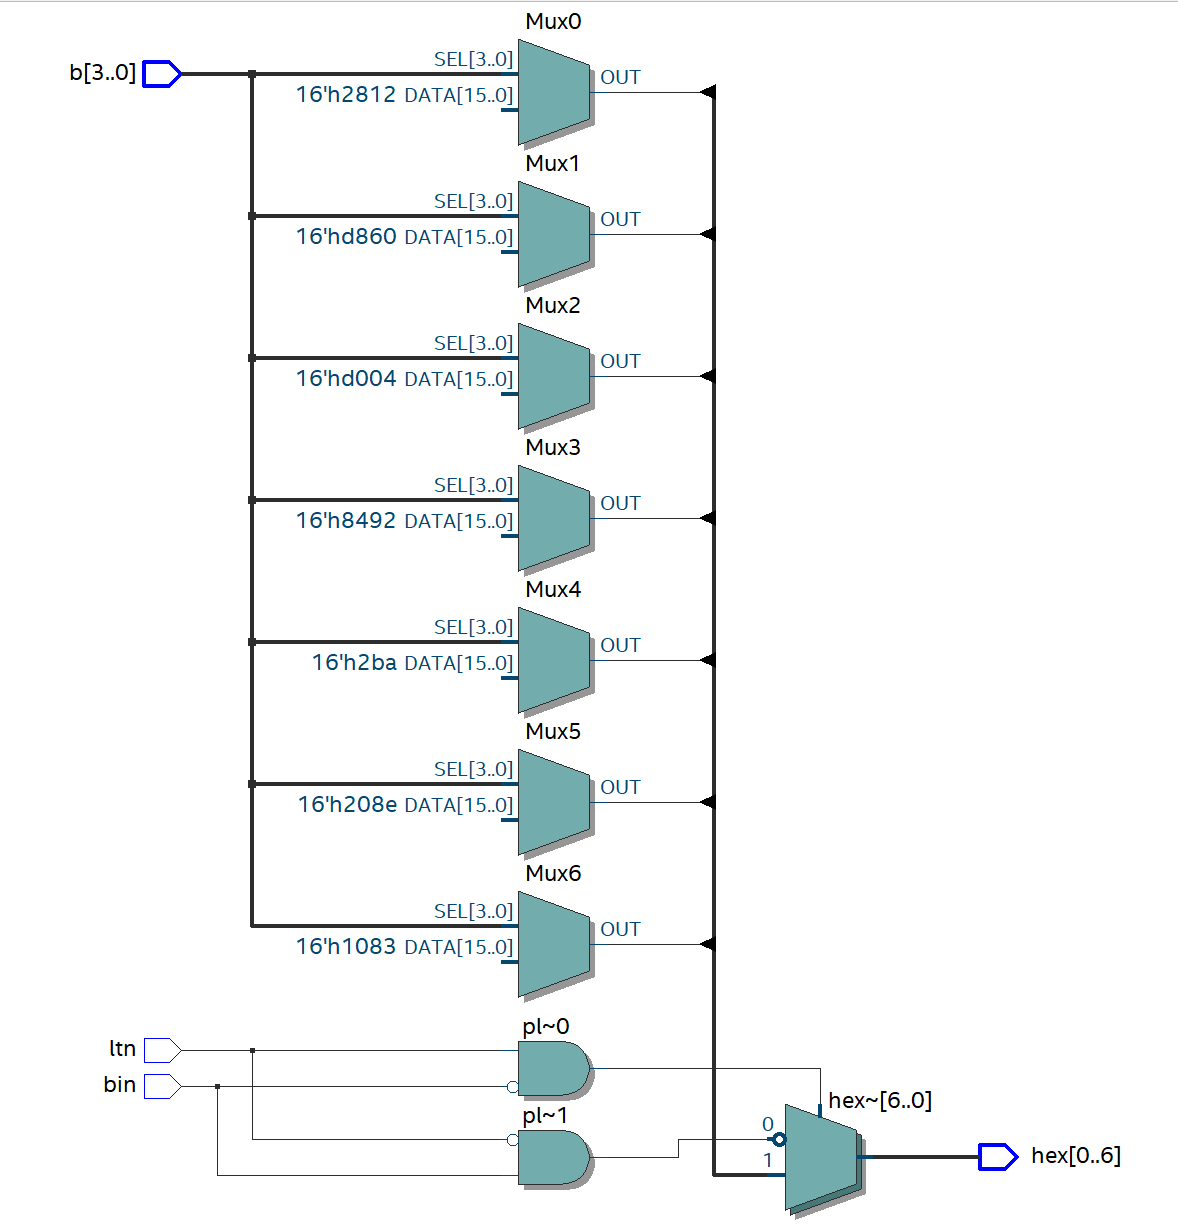 Mux0
b[3..0]
SEL[3..0]
OUT
16'h2812 DATA[15..0]
Mux1
SEL[3..0]
OUT
16'hd860 DATA[15..0]
Mux2
SEL[3..0]
OUT
16'hd004 DATA[15..0]
Mux3
SEL[3..0]
OUT
16'h8492 DATA[15..0]
Mux4
SEL[3..0]
OUT
16'h2ba DATA[15..0]
Mux5
SEL[3..0]
OUT
16'h208e DATA[15..0]
Mux6
SEL[3..0]
OUT
16'h1083 DATA[15..0]
pl~0
ltn
bin
hex~[6..0]
pl~1
0
1
hex[0..6]